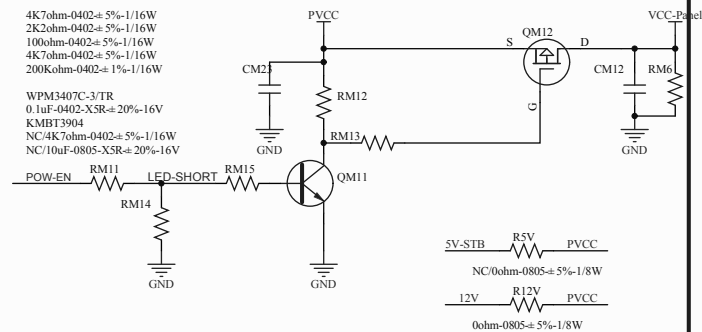 4K7ohm-0402-±5%-1/16W
2K2ohm-0402-±5%-1/16W
100ohm-0402-±5%-1/16W
4K7ohm-0402-±5%-1/16W
200Kohm-0402-±1%-1/16W
WPM3407C-3/TR
0.1uF-0402-X5R-±20%-16V
KMBT3904
NC/4K7ohm-0402-±5%-1/16W
NC/10uF-0805-X5R-±20%-16V
PVCC
VCC-Panel
QM12
S
D
G
CM23
RM12
CM12
RM6
GND
RM13
GND
POW-EN
RM11
LED-SHORT
RM15
QM11
RM14
GND
GND
5V-STB
R5V
PVCC
NC/0ohm-0805-±5%-1/8W
12V
R12V
PVCC
0ohm-0805-±5%-1/8W